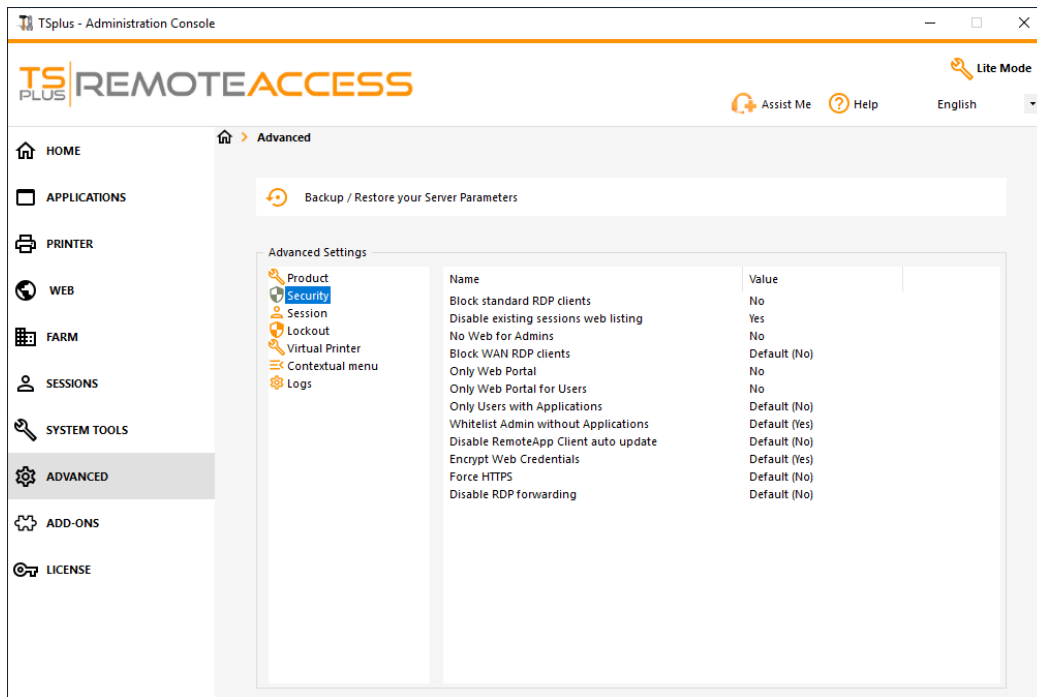 TSplus - Administration Console
TS PLUS REMOTEACCESS
Lite Mode
Assist Me
Help
English
HOME
APPLICATIONS
PRINTER
WEB
FARM
SESSIONS
SYSTEM TOOLS
ADVANCED
ADD-ONS
LICENSE
Advanced
Backup / Restore your Server Parameters
Advanced Settings
Product
Security
Session
Lockout
Virtual Printer
Contextual menu
Logs
Name Value
Block standard RDP clients No
Disable existing sessions web listing Yes
No Web for Admins No
Block WAN RDP clients Default (No)
Only Web Portal No
Only Web Portal for Users No
Only Users with Applications Default (No)
Whitelist Admin without Applications Default (Yes)
Disable RemoteApp Client auto update Default (No)
Encrypt Web Credentials Default (Yes)
Force HTTPS Default (No)
Disable RDP forwarding Default (No)